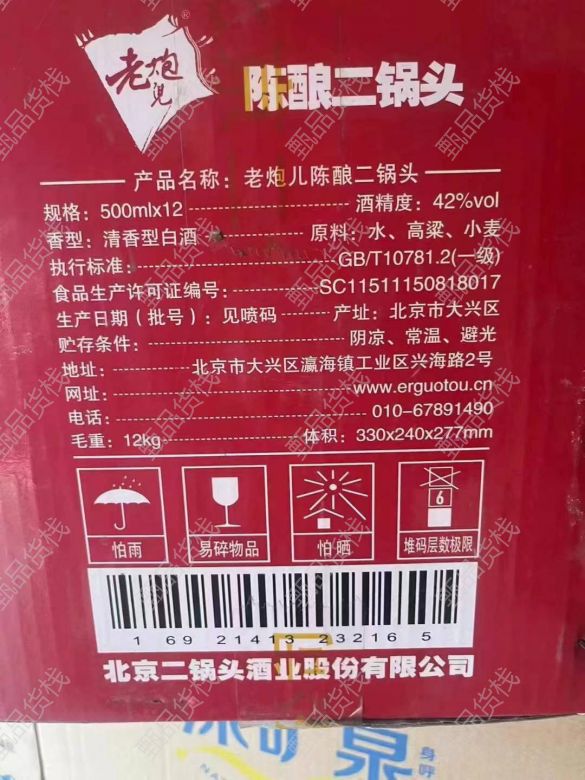 老炮兒®
陈酿二锅头
产品名称：老炮儿陈酿二锅头
规格：500mlx12 酒精度：42%vol
香型：清香型白酒 原料：水、高粱、小麦
执行标准： GB/T10781.2(一级)
食品生产许可证编号： SC11511150818017
生产日期（批号）：见喷码 产址：北京市大兴区
贮存条件： 阴凉、常温、避光
地址： 北京市大兴区瀛海镇工业区兴海路2号
网址： www.erguotou.cn
电话： 010-67891490
毛重：12kg 体积：330x240x277mm
6
怕雨 易碎物品 怕晒 堆码层数极限
1 69 21413 23216 5
北京二锅头酒业股份有限公司
泉
甄品货栈